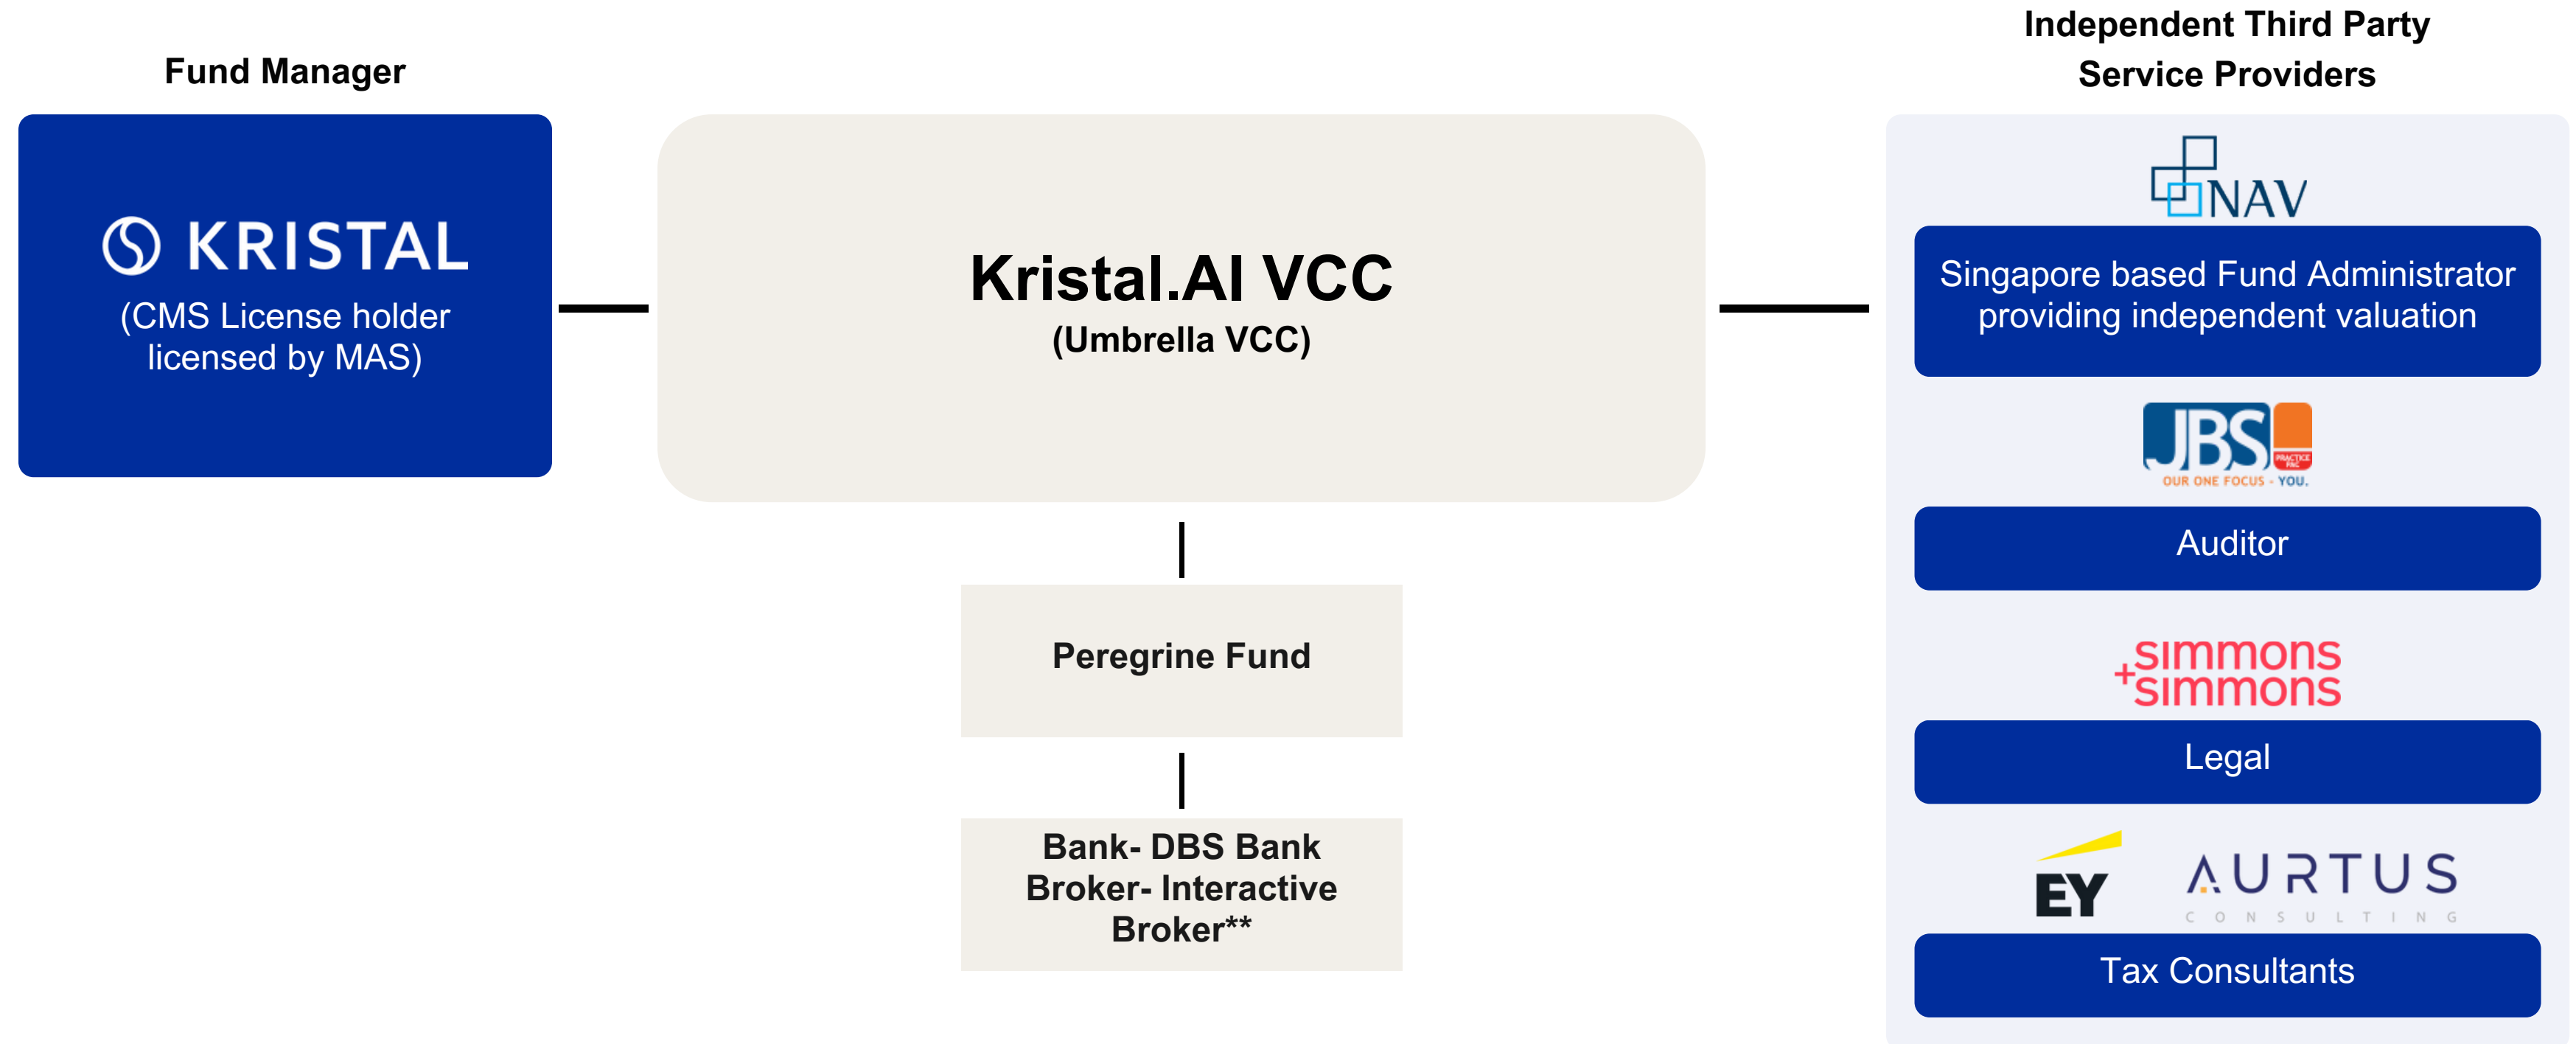 Fund Manager
KRISTAL
(CMS License holder
licensed by MAS)
Kristal.AI VCC
(Umbrella VCC)
Peregrine Fund
Bank- DBS Bank
Broker- Interactive
Broker**
Independent Third Party
Service Providers
NAV
Singapore based Fund Administrator
providing independent valuation
JBS
PRACTICE
PAC
OUR ONE FOCUS - YOU.
Auditor
simmons
+simmons
Legal
EY
AURTUS
CONSULTING
Tax Consultants